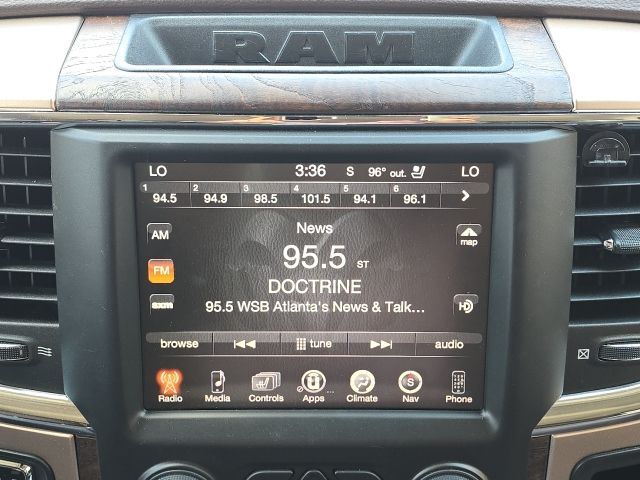 RAM
LO 3:36 S 96° out. LO
1 2 3 4 5 6
94.5 94.9 98.5 101.5 94.1 96.1
News
AM 95.5 ST map
FM DOCTRINE
sxm 95.5 WSB Atlanta's News & Talk... HD
browse tune audio
Radio Media Controls Apps Climate Nav Phone